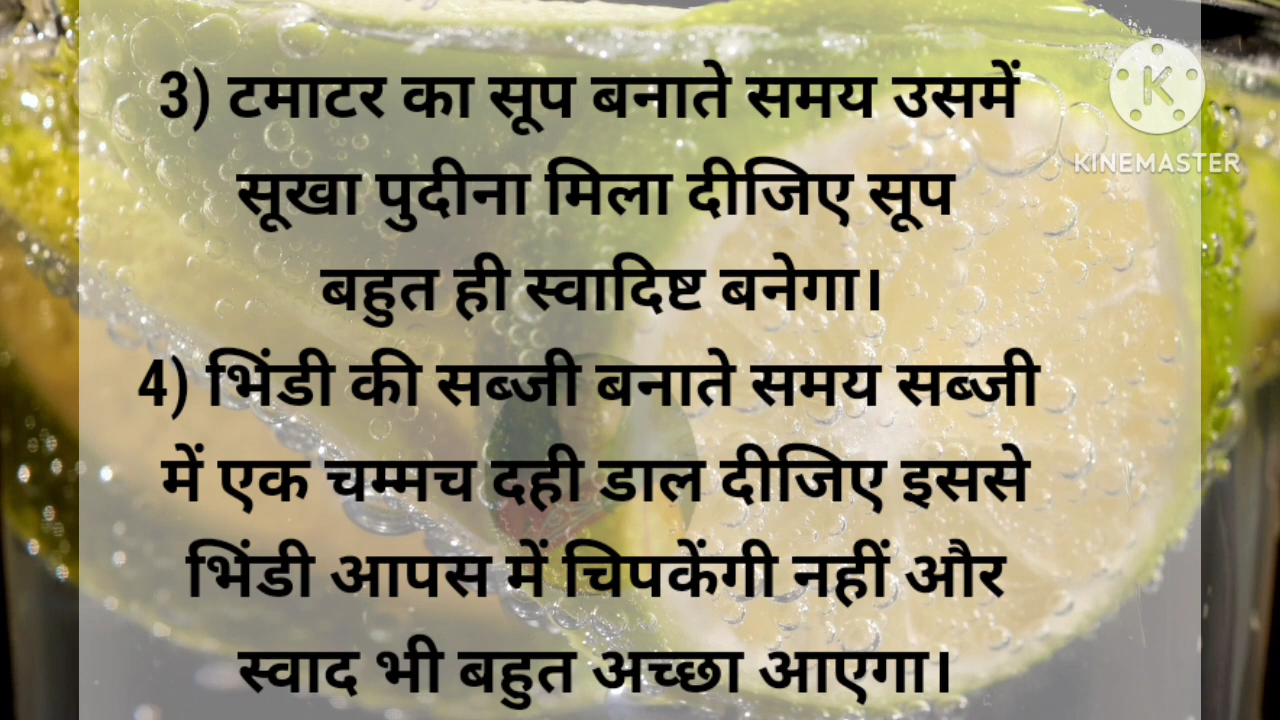 3) टमाटर का सूप बनाते समय उसमें
सूखा पुदीना मिला दीजिए सूप
बहुत ही स्वादिष्ट बनेगा।
4) भिंडी की सब्जी बनाते समय सब्जी
में एक चम्मच दही डाल दीजिए इससे
भिंडी आपस में चिपकेंगी नहीं और
स्वाद भी बहुत अच्छा आएगा।
K
KINEMASTER